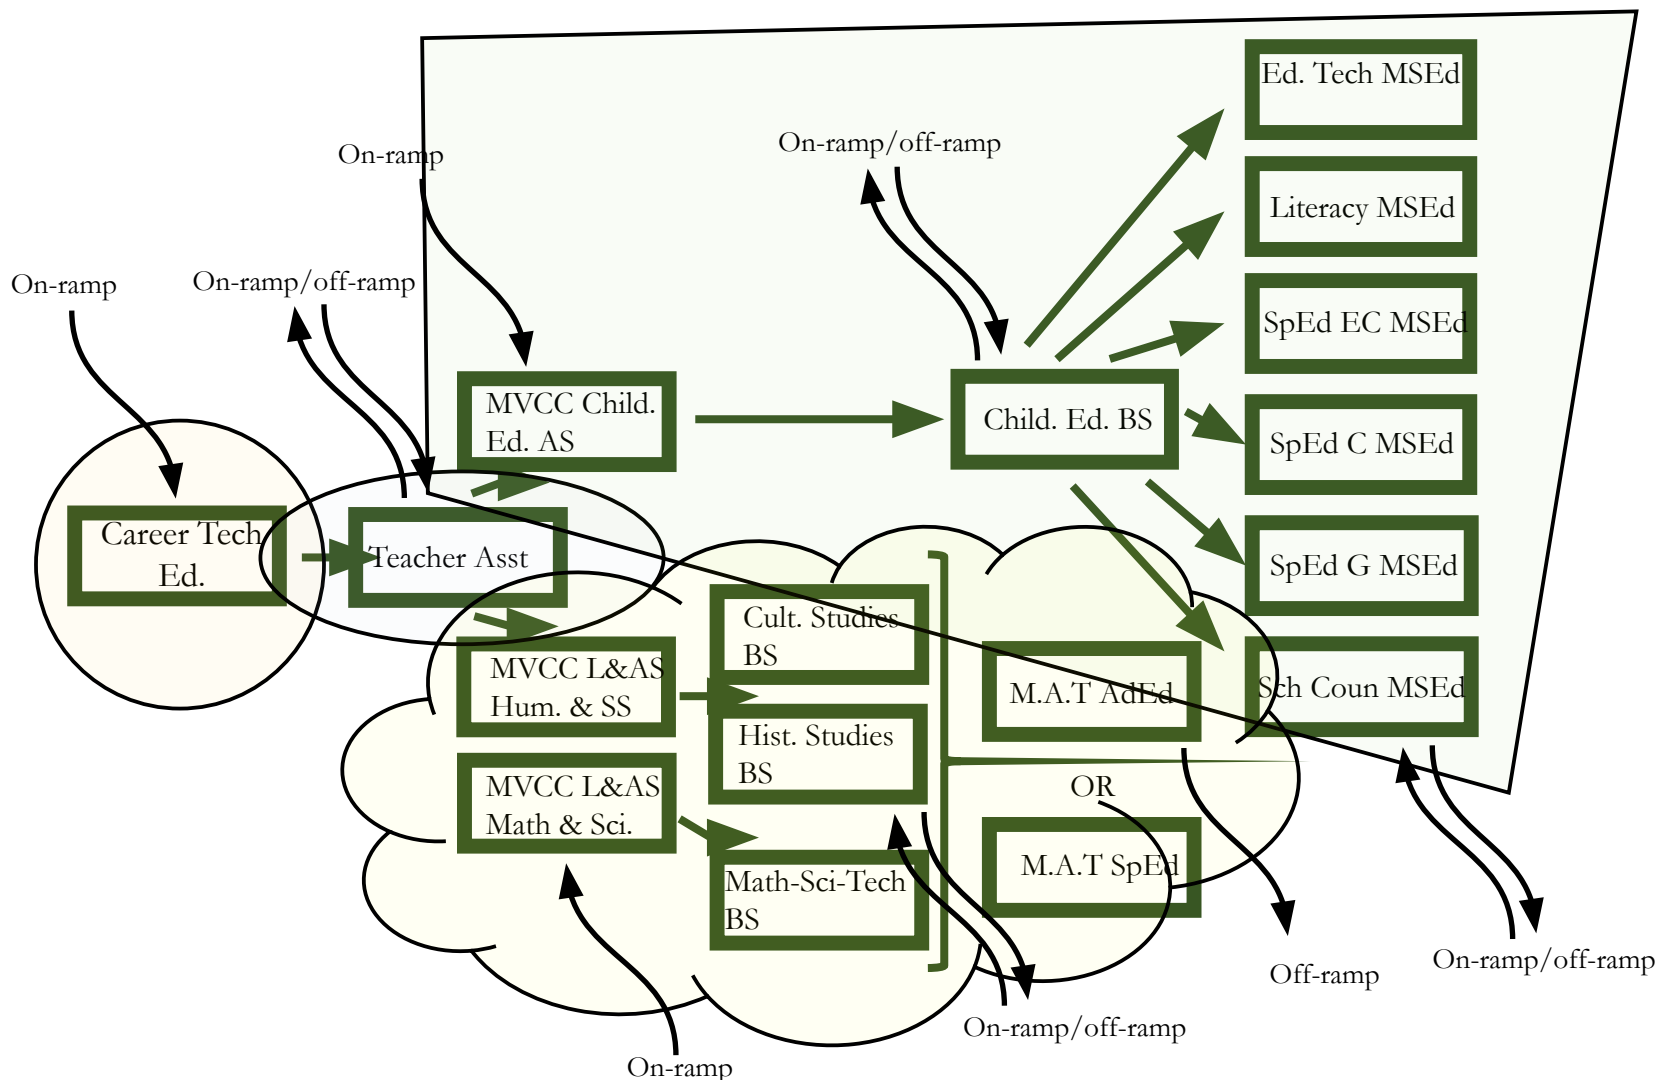 Ed. Tech MSEd
On-ramp/off-ramp
On-ramp
Literacy MSEd
On-ramp
On-ramp/off-ramp
SpEd EC MSEd
MVCC Child.
Ed. AS
Child. Ed. BS
SpEd C MSEd
Career Tech
Ed.
Teacher Asst
SpEd G MSEd
Cult. Studies
BS
MVCC L&AS
Hum. & SS
M.A.T AdEd
Sch Coun MSEd
Hist. Studies
BS
MVCC L&AS
Math & Sci.
OR
Math-Sci-Tech
BS
M.A.T SpEd
Off-ramp
On-ramp/off-ramp
On-ramp/off-ramp
On-ramp